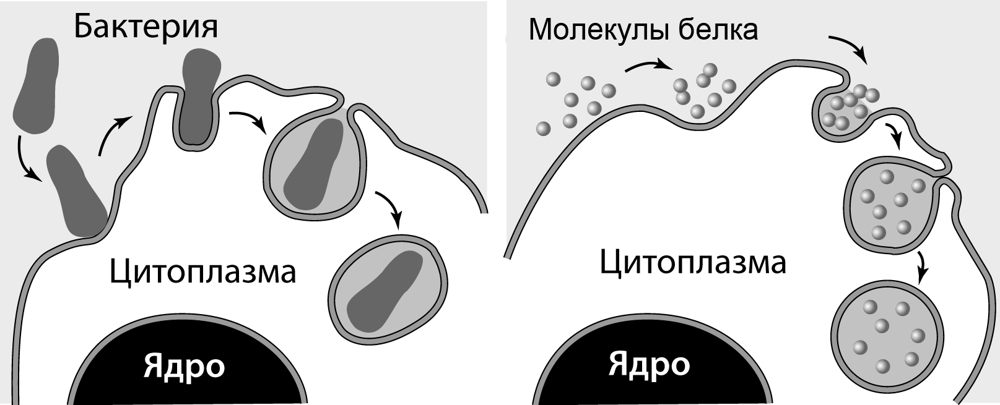 Бактерия
Цитоплазма
Ядро
Молекулы белка
Цитоплазма
Ядро